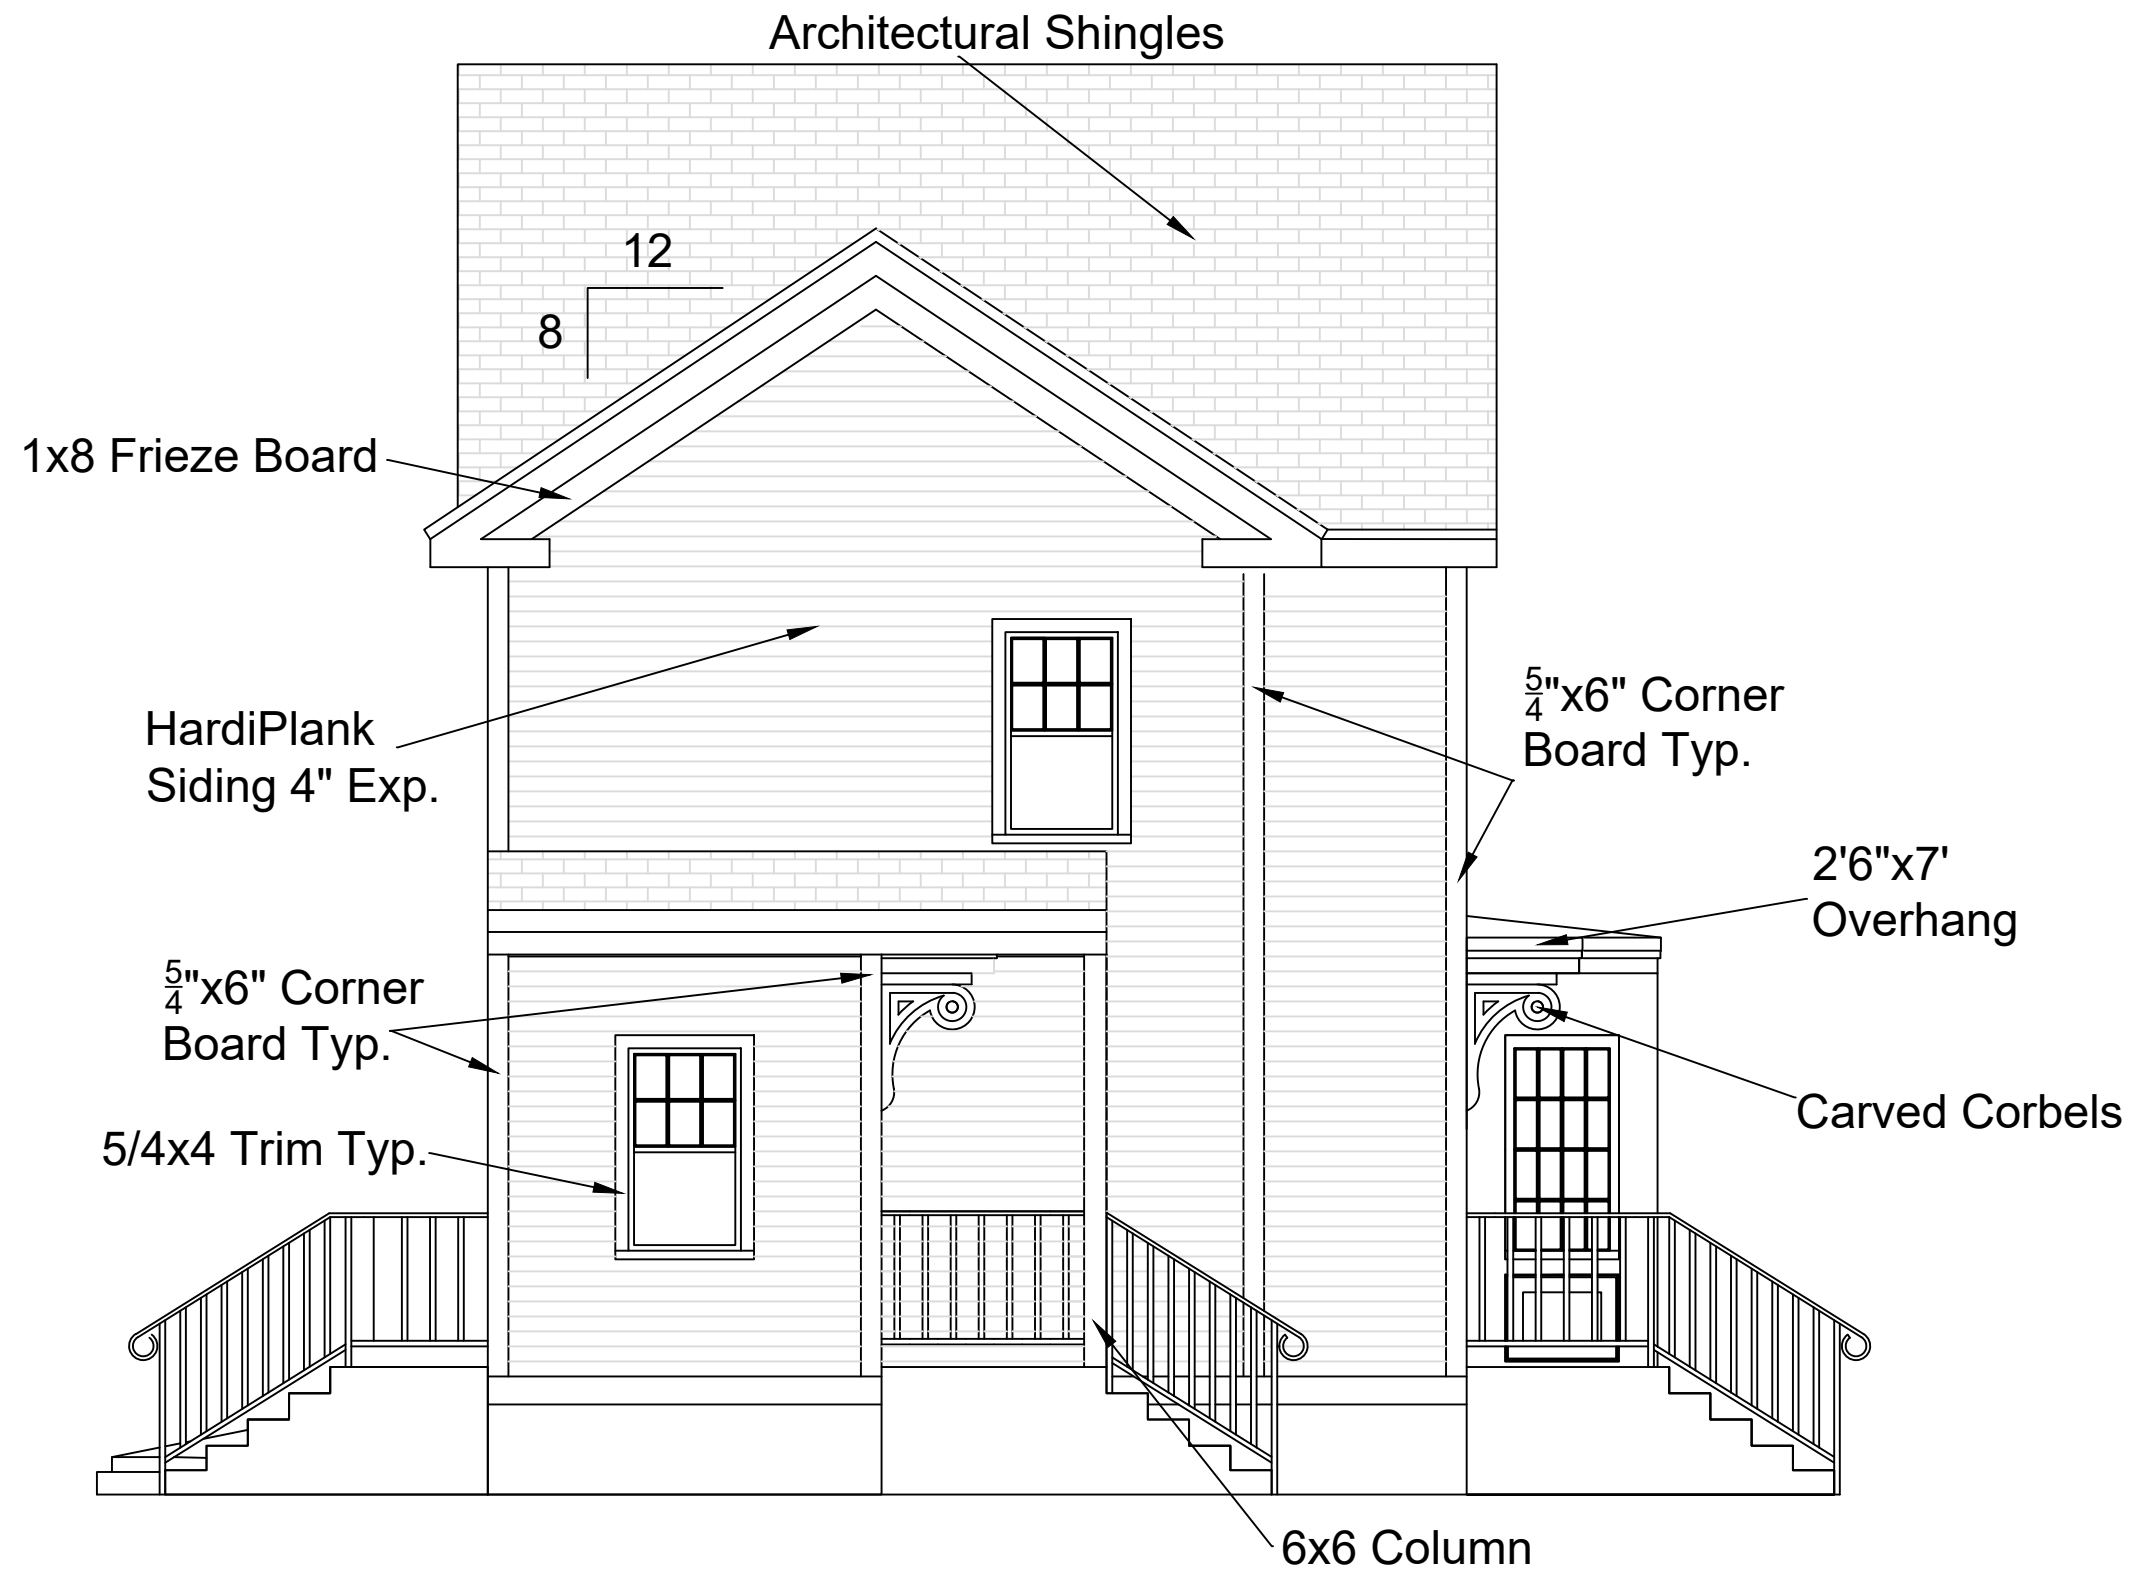 Architectural Shingles
12
8
1x8 Frieze Board
HardiPlank
Siding 4" Exp.
5/4"x6" Corner
Board Typ.
2'6"x7'
Overhang
5/4"x6" Corner
Board Typ.
Carved Corbels
5/4x4 Trim Typ.
6x6 Column